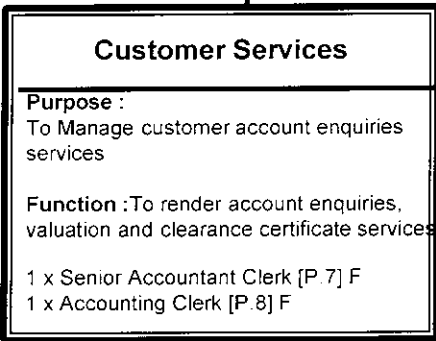 Customer Services
Purpose :
To Manage customer account enquiries
services
Function :To render account enquiries,
valuation and clearance certificate services
1 x Senior Accountant Clerk [P.7] F
1 x Accounting Clerk [P.8] F